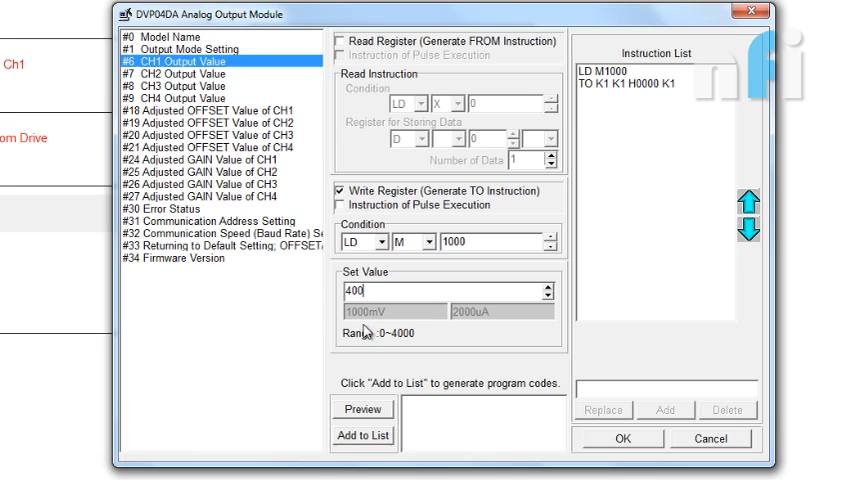 DVP04DA Analog Output Module
Ch1
om Drive
#0 Model Name
#1 Output Mode Setting
#6 CH1 Output Value
#7 CH2 Output Value
#8 CH3 Output Value
#9 CH4 Output Value
#18 Adjusted OFFSET Value of CH1
#19 Adjusted OFFSET Value of CH2
#20 Adjusted OFFSET Value of CH3
#21 Adjusted OFFSET Value of CH4
#24 Adjusted GAIN Value of CH1
#25 Adjusted GAIN Value of CH2
#26 Adjusted GAIN Value of CH3
#27 Adjusted GAIN Value of CH4
#30 Error Status
#31 Communication Address Setting
#32 Communication Speed (Baud Rate) Se
#33 Returning to Default Setting; OFFSET/
#34 Firmware Version
Read Register (Generate FROM Instruction)
Instruction of Pulse Execution
Read Instruction
Condition
LD X 0
Register for Storing Data
D 0
Number of Data 1
Write Register (Generate TO Instruction)
Instruction of Pulse Execution
Condition
LD M 1000
Set Value
400
1000mV 2000uA
Range :0~4000
Click "Add to List" to generate program codes.
Preview
Add to List
Instruction List
LD M1000
TO K1 K1 H0000 K1
Replace Add Delete
OK Cancel
nfi